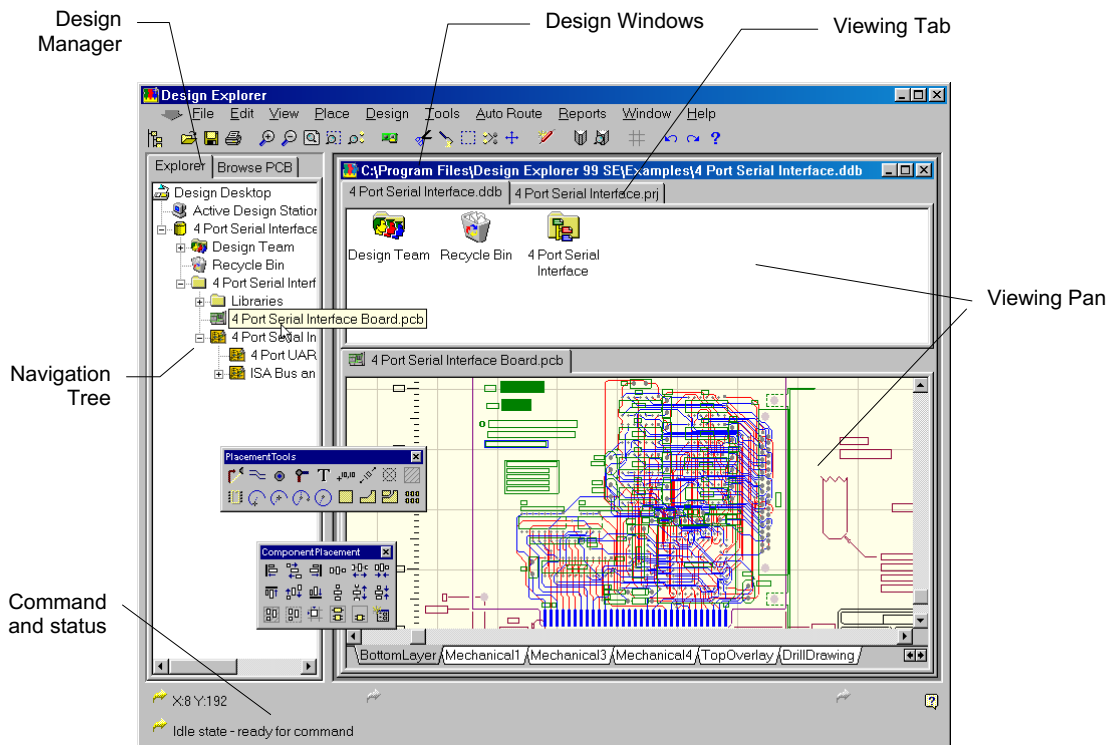 Design
Manager
Design Windows
Viewing Tab
Design Explorer
File Edit View Place Design Tools Auto Route Reports Window Help
Explorer Browse PCB
Design Desktop
Active Design Station
4 Port Serial Interface
Design Team
Recycle Bin
4 Port Serial Interf
Libraries
4 Port Serial Interface Board.pcb
4 Port Serial In
4 Port UAR
ISA Bus an
C:\Program Files\Design Explorer 99 SE\Examples\4 Port Serial Interface.ddb
4 Port Serial Interface.ddb 4 Port Serial Interface.prj
Design Team Recycle Bin 4 Port Serial
Interface
Viewing Pan
4 Port Serial Interface Board.pcb
Navigation
Tree
PlacementTools
T +10,10
ComponentPlacement
Command
and status
BottomLayer Mechanical1 Mechanical3 Mechanical4 TopOverlay DrillDrawing
X:8 Y:192
Idle state - ready for command